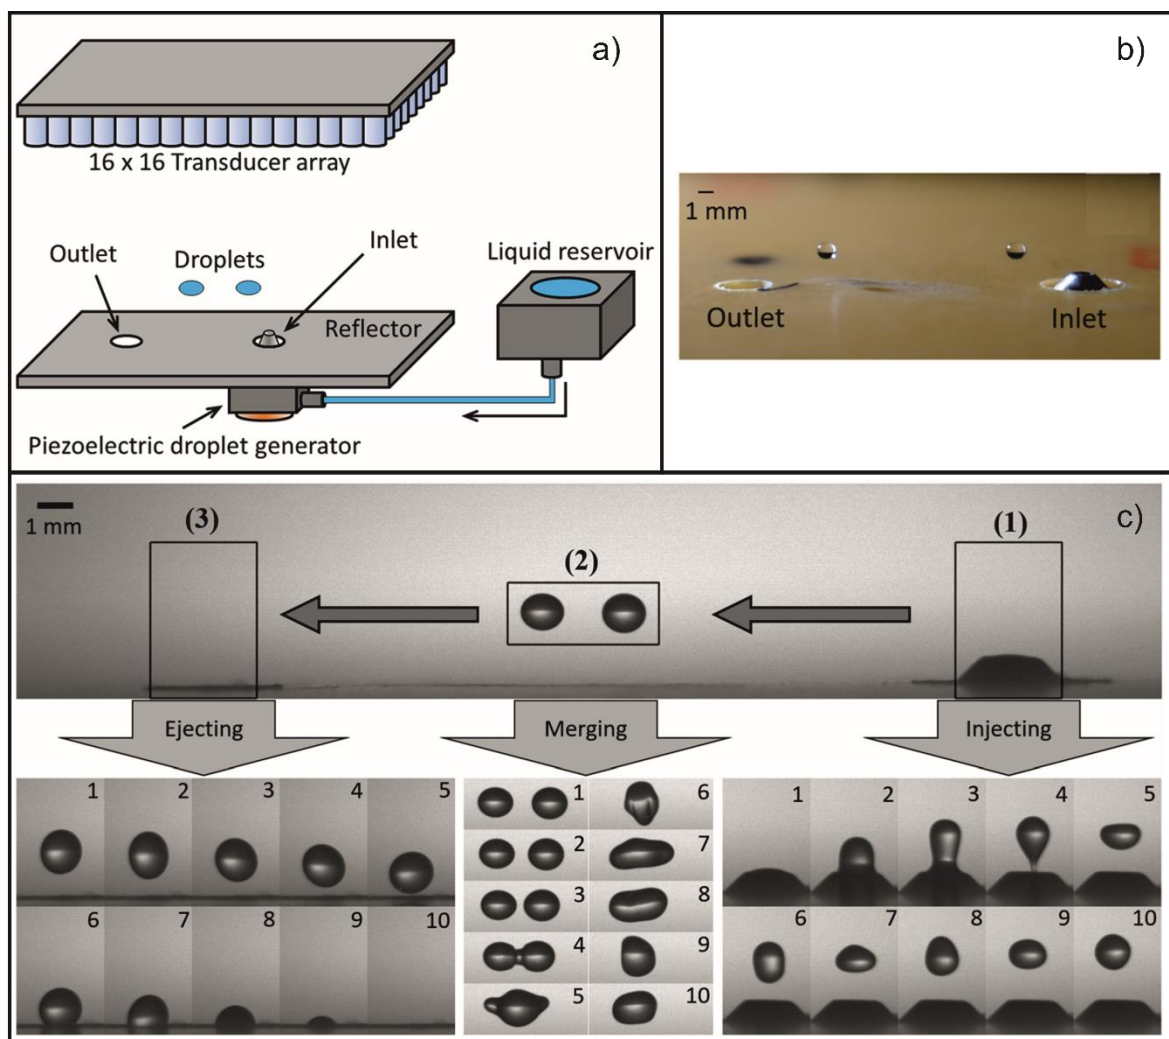 a)
16 x 16 Transducer array
Outlet
Droplets
Inlet
Liquid reservoir
Reflector
Piezoelectric droplet generator
b)
1 mm
Outlet
Inlet
c)
1 mm
(3)
(2)
(1)
Ejecting
Merging
Injecting
1 2 3 4 5
6 7 8 9 10
1 6
2 7
3 8
4 9
5 10
1 2 3 4 5
6 7 8 9 10